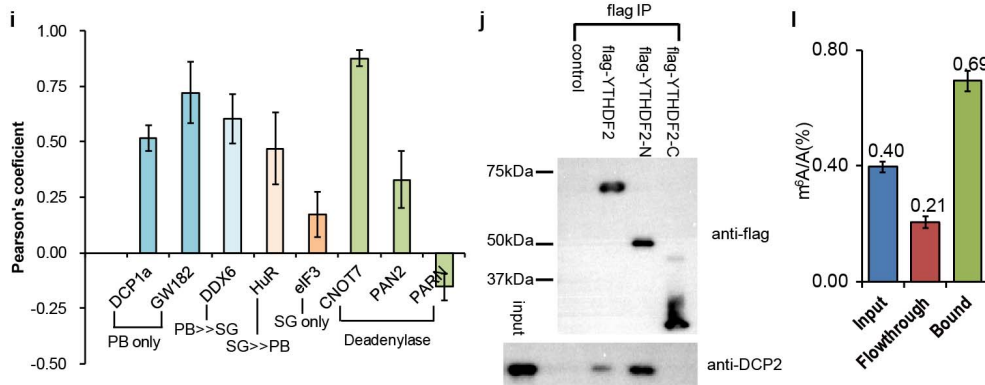 i
Pearson's coeficient
1.00
0.75
0.50
0.25
0.00
-0.25
-0.50
DCP1a
GW182
DDX6
HuR
eIF3
CNOT7
PAN2
PARN
PB only
PB>>SG
SG>>PB
SG only
Deadenylase
j
flag IP
control
flag-YTHDF2
flag-YTHDF2-N
flag-YTHDF2-C
75kDa
50kDa
37kDa
anti-flag
input
anti-DCP2
l
m⁶A/A(%)
0.80
0.40
0.00
0.40
0.21
0.69
Input
Flowthrough
Bound